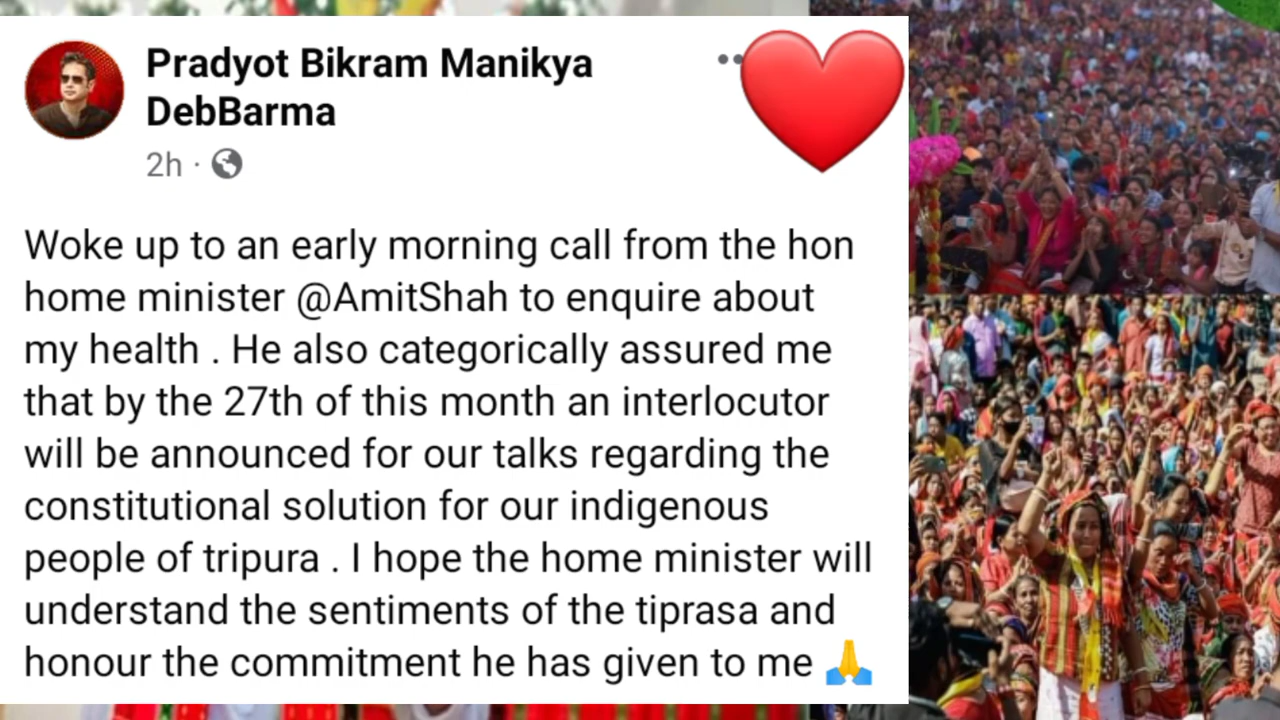 Pradyot Bikram Manikya
DebBarma
2h ·
Woke up to an early morning call from the hon
home minister @AmitShah to enquire about
my health . He also categorically assured me
that by the 27th of this month an interlocutor
will be announced for our talks regarding the
constitutional solution for our indigenous
people of tripura . I hope the home minister will
understand the sentiments of the tiprasa and
honour the commitment he has given to me 🙏